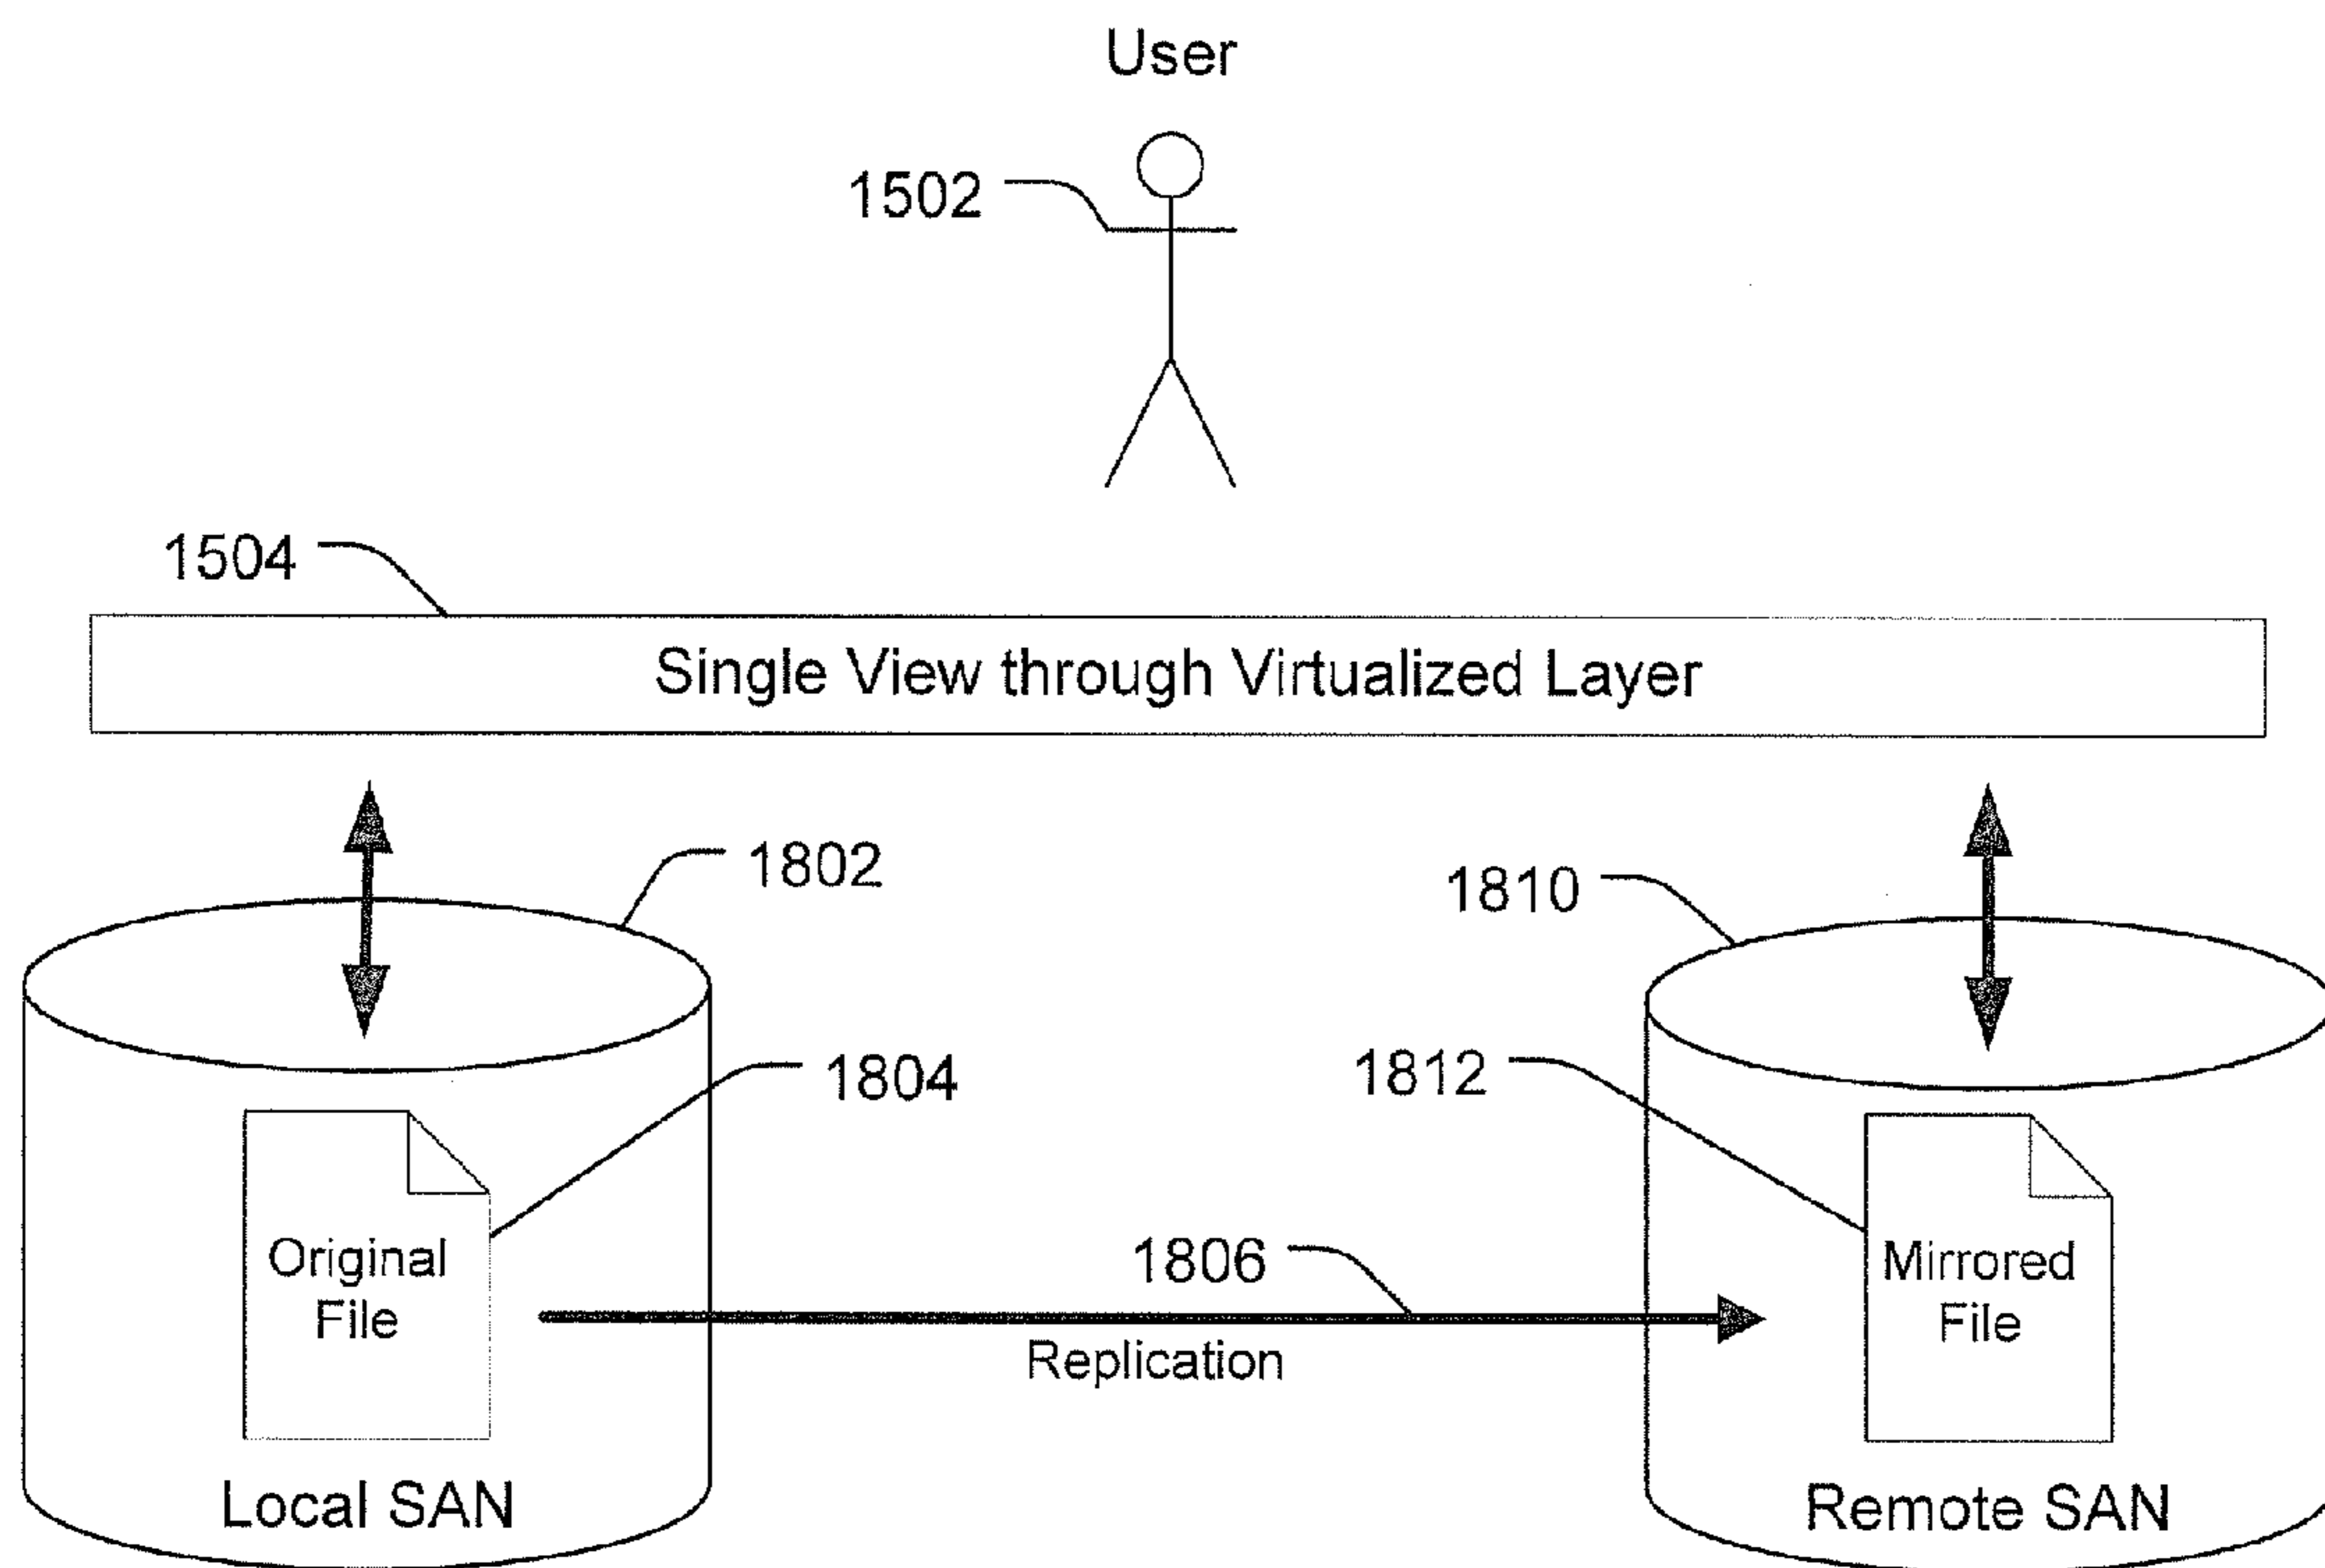 User
1502
1504
Single View through Virtualized Layer
1802
1810
1804
1812
Original
File
1806
Mirrored
File
Replication
Local SAN
Remote SAN